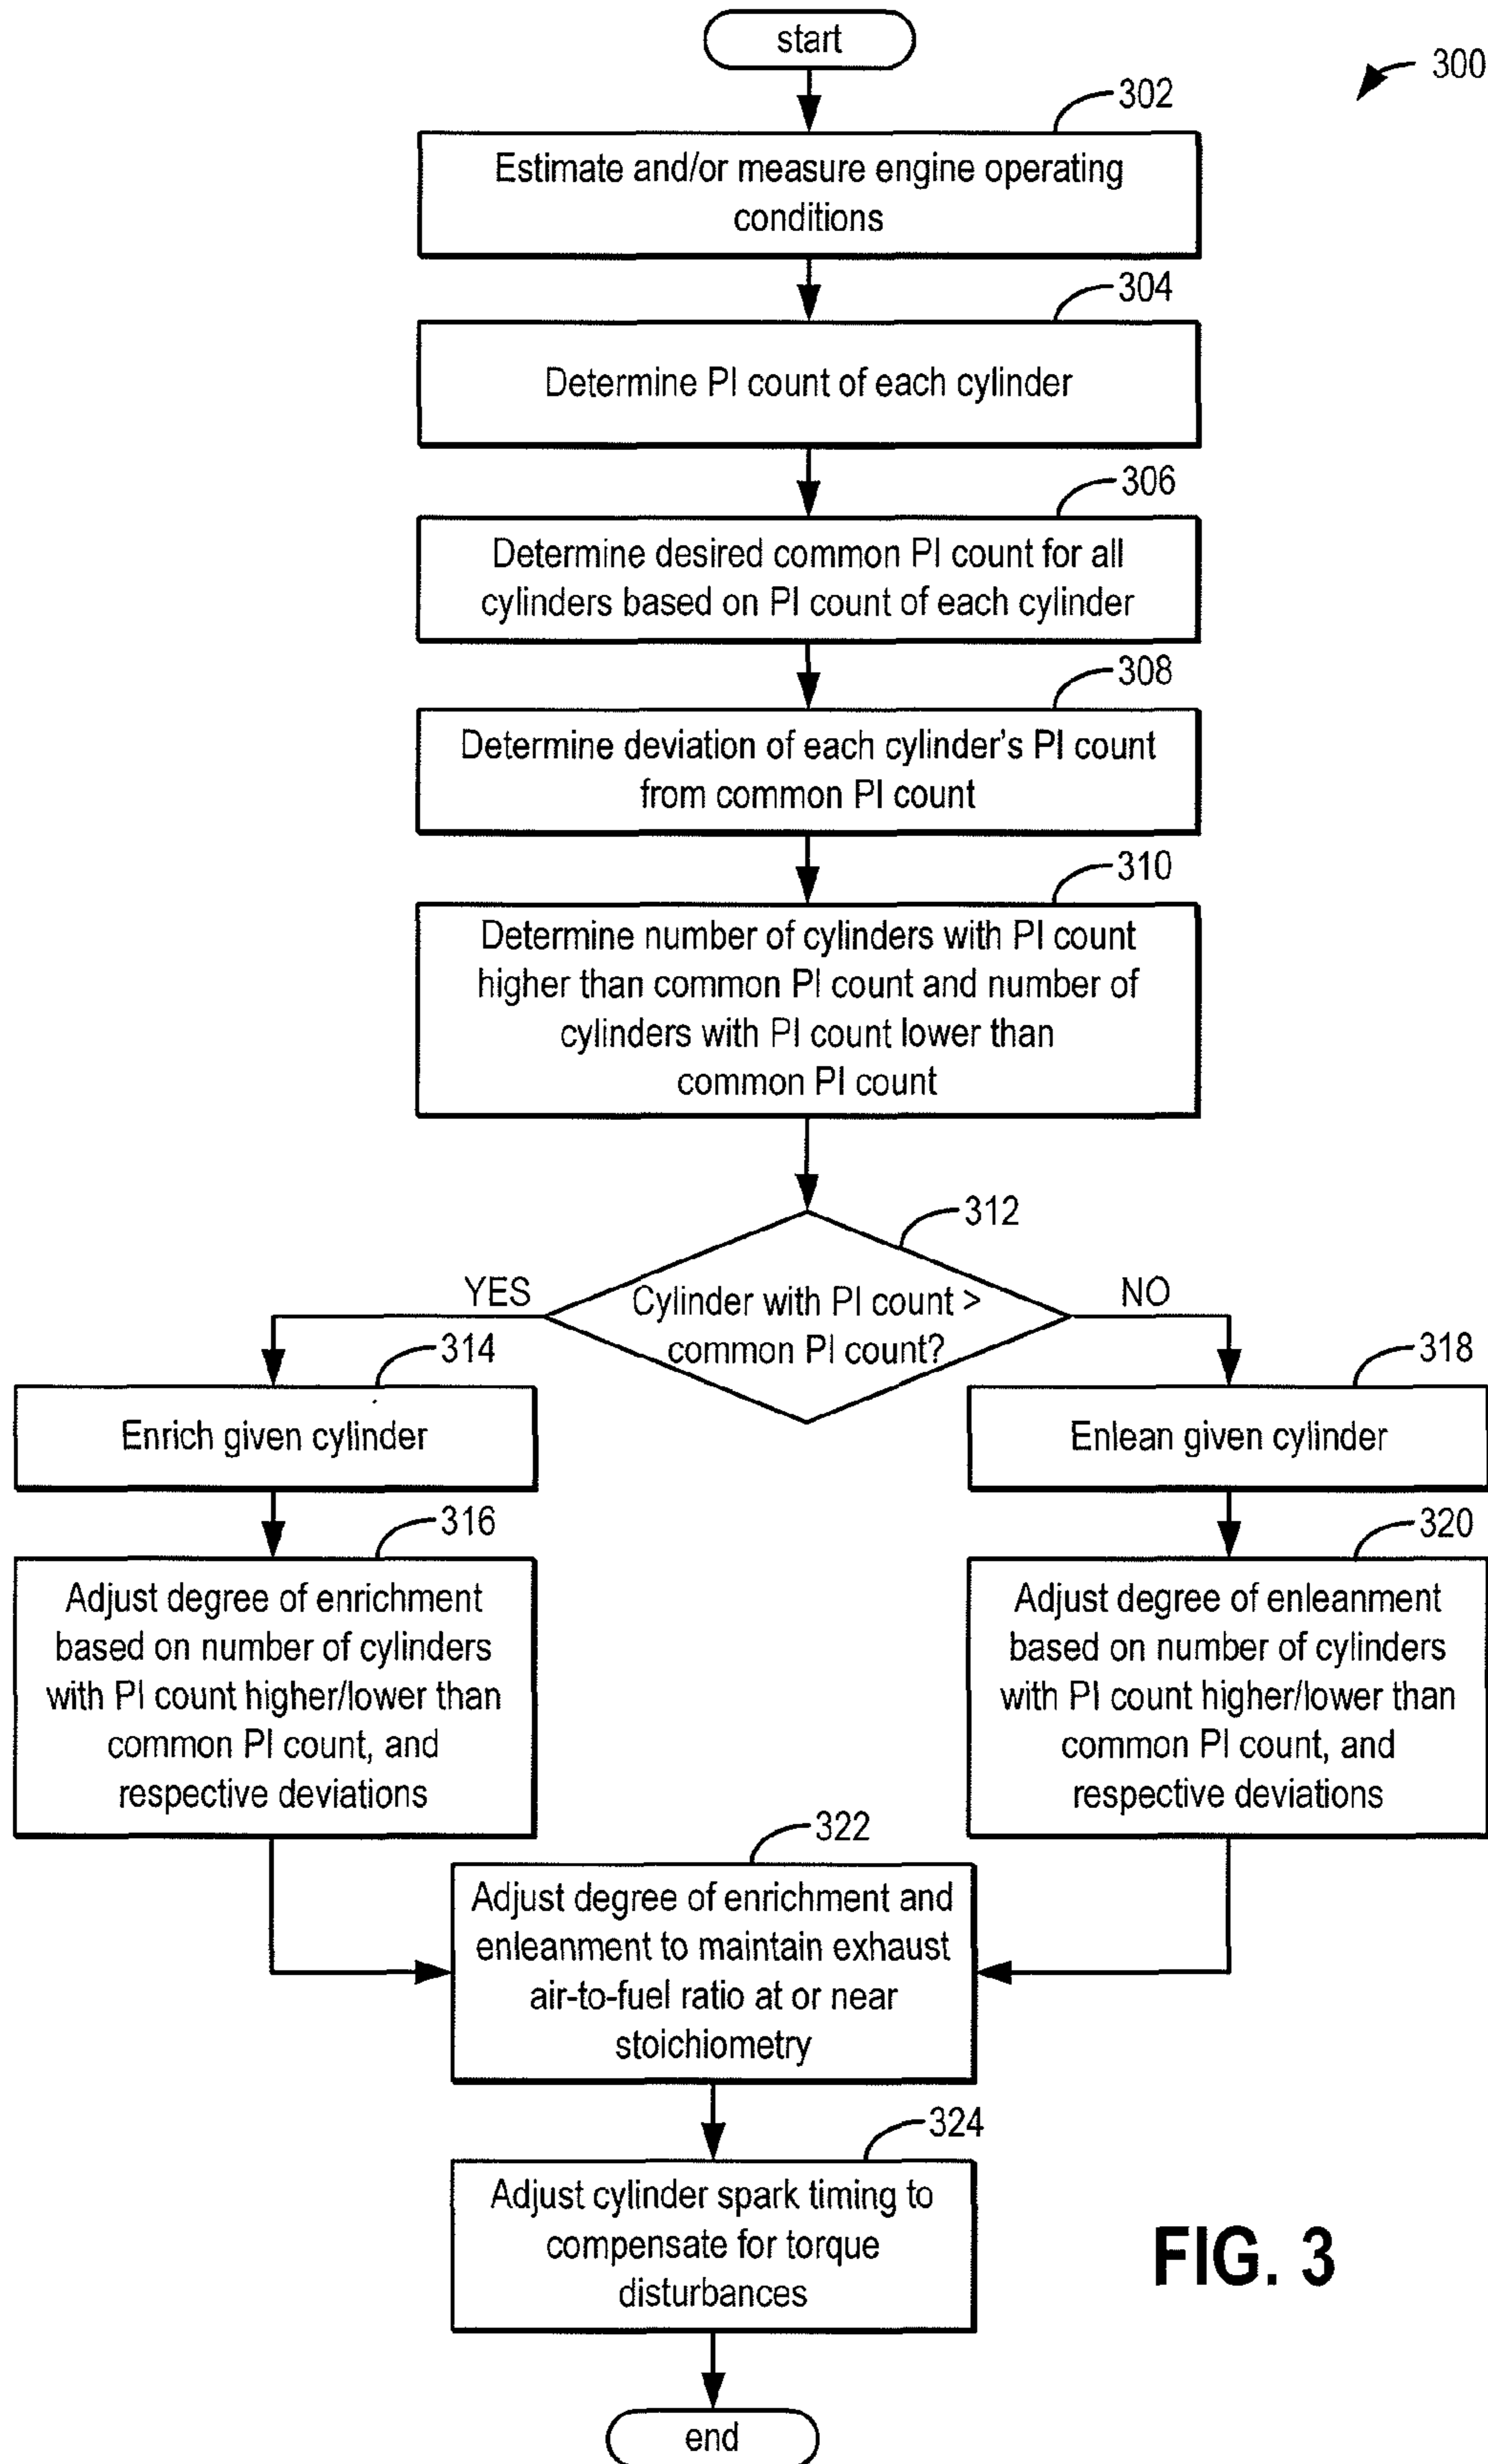 start
300
302
Estimate and/or measure engine operating
conditions
304
Determine PI count of each cylinder
306
Determine desired common PI count for all
cylinders based on PI count of each cylinder
308
Determine deviation of each cylinder's PI count
from common PI count
310
Determine number of cylinders with PI count
higher than common PI count and number of
cylinders with PI count lower than
common PI count
312
YES
Cylinder with PI count >
common PI count?
NO
314
Enrich given cylinder
318
Enlean given cylinder
316
Adjust degree of enrichment
based on number of cylinders
with PI count higher/lower than
common PI count, and
respective deviations
320
Adjust degree of enleanment
based on number of cylinders
with PI count higher/lower than
common PI count, and
respective deviations
322
Adjust degree of enrichment and
enleanment to maintain exhaust
air-to-fuel ratio at or near
stoichiometry
324
Adjust cylinder spark timing to
compensate for torque
disturbances
FIG. 3
end